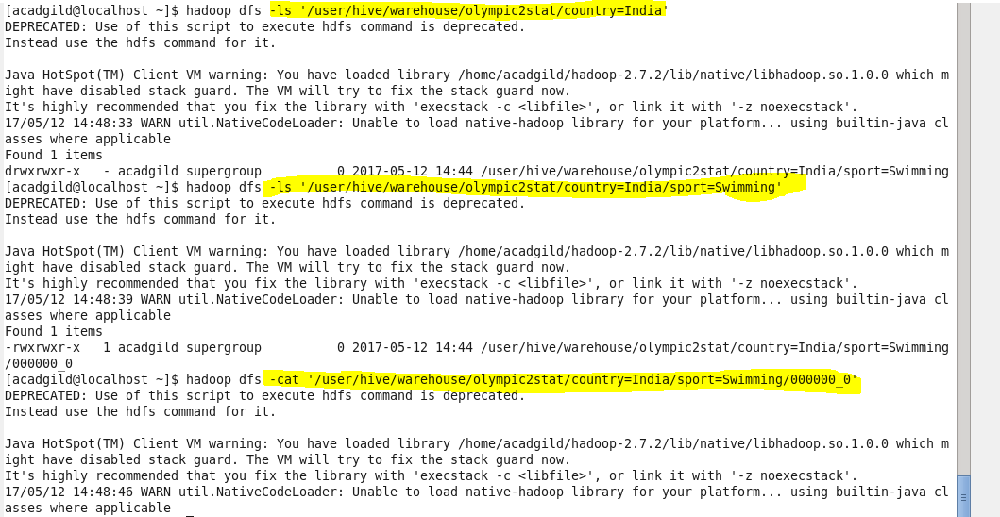 [acadgild@localhost ~]$ hadoop dfs -ls '/user/hive/warehouse/olympic2stat/country=India'
DEPRECATED: Use of this script to execute hdfs command is deprecated.
Instead use the hdfs command for it.

Java HotSpot(TM) Client VM warning: You have loaded library /home/acadgild/hadoop-2.7.2/lib/native/libhadoop.so.1.0.0 which m
ight have disabled stack guard. The VM will try to fix the stack guard now.
It's highly recommended that you fix the library with 'execstack -c <libfile>', or link it with '-z noexecstack'.
17/05/12 14:48:33 WARN util.NativeCodeLoader: Unable to load native-hadoop library for your platform... using builtin-java cl
asses where applicable
Found 1 items
drwxrwxr-x   - acadgild supergroup          0 2017-05-12 14:44 /user/hive/warehouse/olympic2stat/country=India/sport=Swimming
[acadgild@localhost ~]$ hadoop dfs -ls '/user/hive/warehouse/olympic2stat/country=India/sport=Swimming'
DEPRECATED: Use of this script to execute hdfs command is deprecated.
Instead use the hdfs command for it.

Java HotSpot(TM) Client VM warning: You have loaded library /home/acadgild/hadoop-2.7.2/lib/native/libhadoop.so.1.0.0 which m
ight have disabled stack guard. The VM will try to fix the stack guard now.
It's highly recommended that you fix the library with 'execstack -c <libfile>', or link it with '-z noexecstack'.
17/05/12 14:48:39 WARN util.NativeCodeLoader: Unable to load native-hadoop library for your platform... using builtin-java cl
asses where applicable
Found 1 items
-rwxrwxr-x   1 acadgild supergroup          0 2017-05-12 14:44 /user/hive/warehouse/olympic2stat/country=India/sport=Swimming
/000000_0
[acadgild@localhost ~]$ hadoop dfs -cat '/user/hive/warehouse/olympic2stat/country=India/sport=Swimming/000000_0'
DEPRECATED: Use of this script to execute hdfs command is deprecated.
Instead use the hdfs command for it.

Java HotSpot(TM) Client VM warning: You have loaded library /home/acadgild/hadoop-2.7.2/lib/native/libhadoop.so.1.0.0 which m
ight have disabled stack guard. The VM will try to fix the stack guard now.
It's highly recommended that you fix the library with 'execstack -c <libfile>', or link it with '-z noexecstack'.
17/05/12 14:48:46 WARN util.NativeCodeLoader: Unable to load native-hadoop library for your platform... using builtin-java cl
asses where applicable